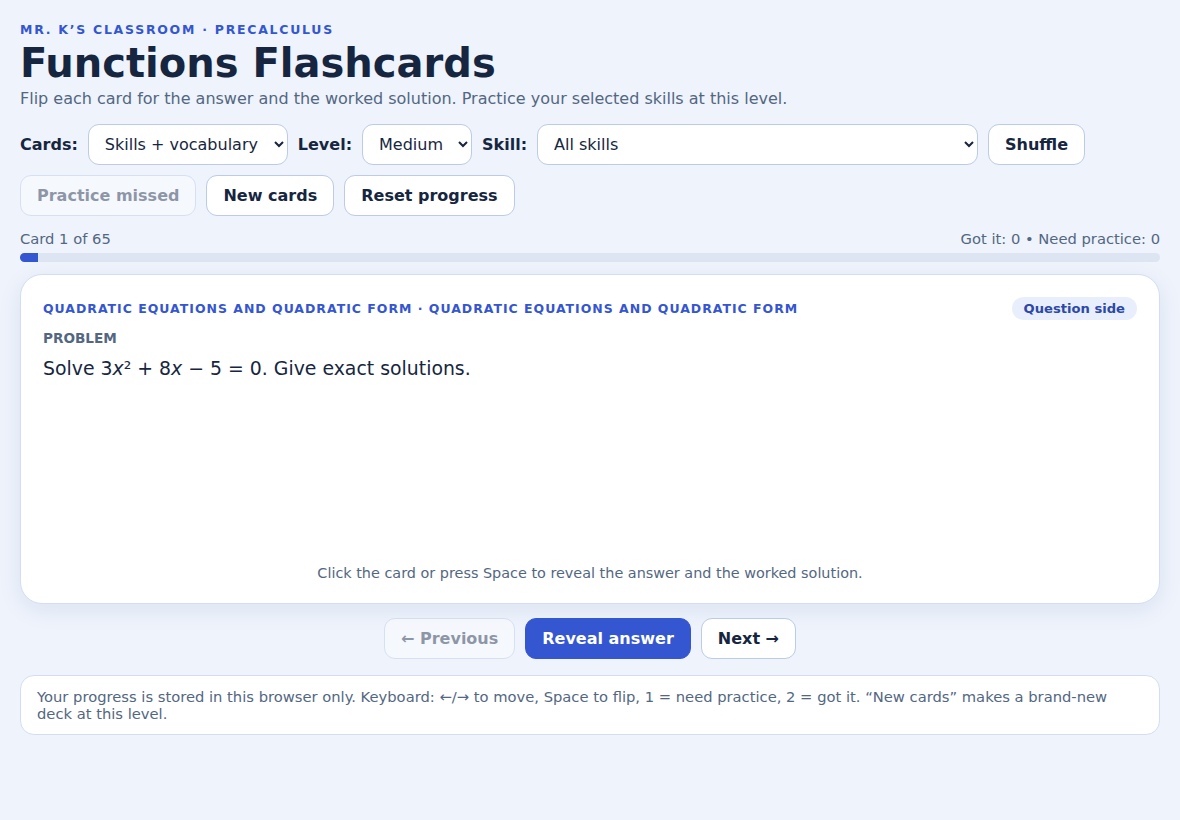 MR. K’S CLASSROOM · PRECALCULUS
Functions Flashcards
Flip each card for the answer and the worked solution. Practice your selected skills at this level.
Cards: Skills + vocabulary Level: Medium Skill: All skills Shuffle
Practice missed New cards Reset progress
Card 1 of 65 Got it: 0 • Need practice: 0
QUADRATIC EQUATIONS AND QUADRATIC FORM · QUADRATIC EQUATIONS AND QUADRATIC FORM Question side
PROBLEM
Solve 3x² + 8x − 5 = 0. Give exact solutions.
Click the card or press Space to reveal the answer and the worked solution.
← Previous Reveal answer Next →
Your progress is stored in this browser only. Keyboard: ←/→ to move, Space to flip, 1 = need practice, 2 = got it. “New cards” makes a brand-new
deck at this level.